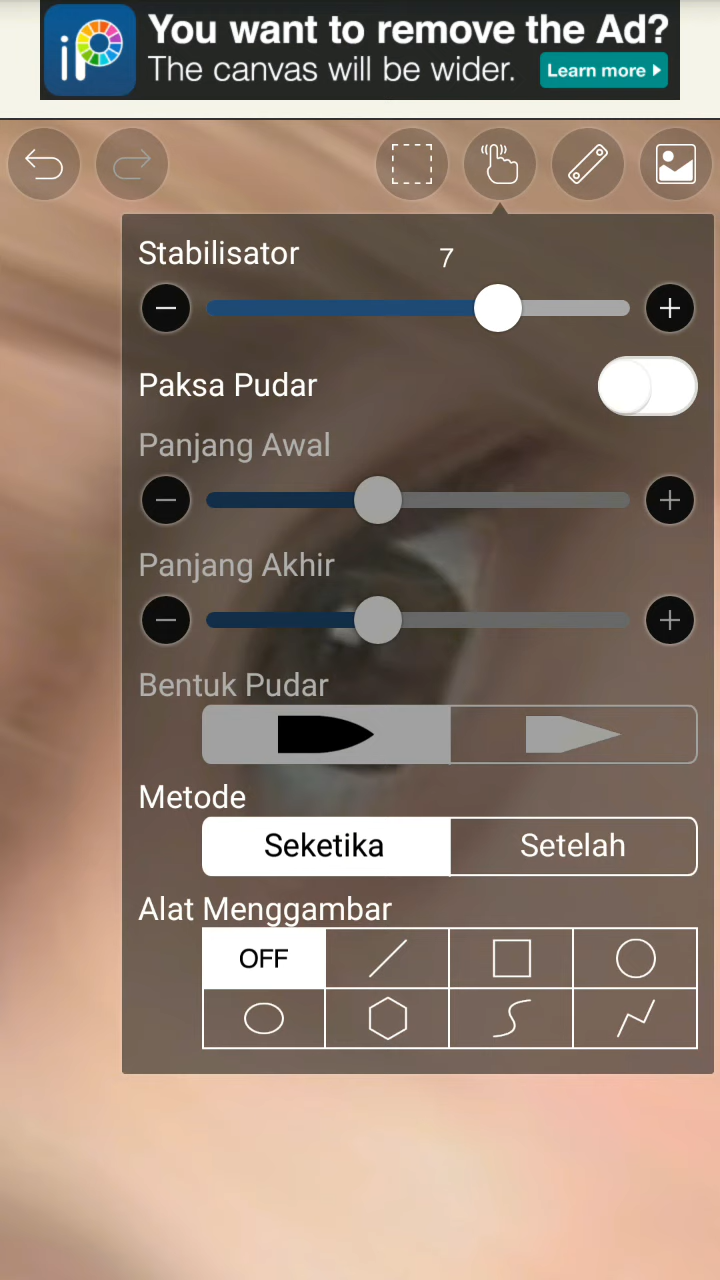 iP
You want to remove the Ad?
The canvas will be wider.
Learn more
Stabilisator
7
Paksa Pudar
Panjang Awal
Panjang Akhir
Bentuk Pudar
Metode
Seketika
Setelah
Alat Menggambar
OFF